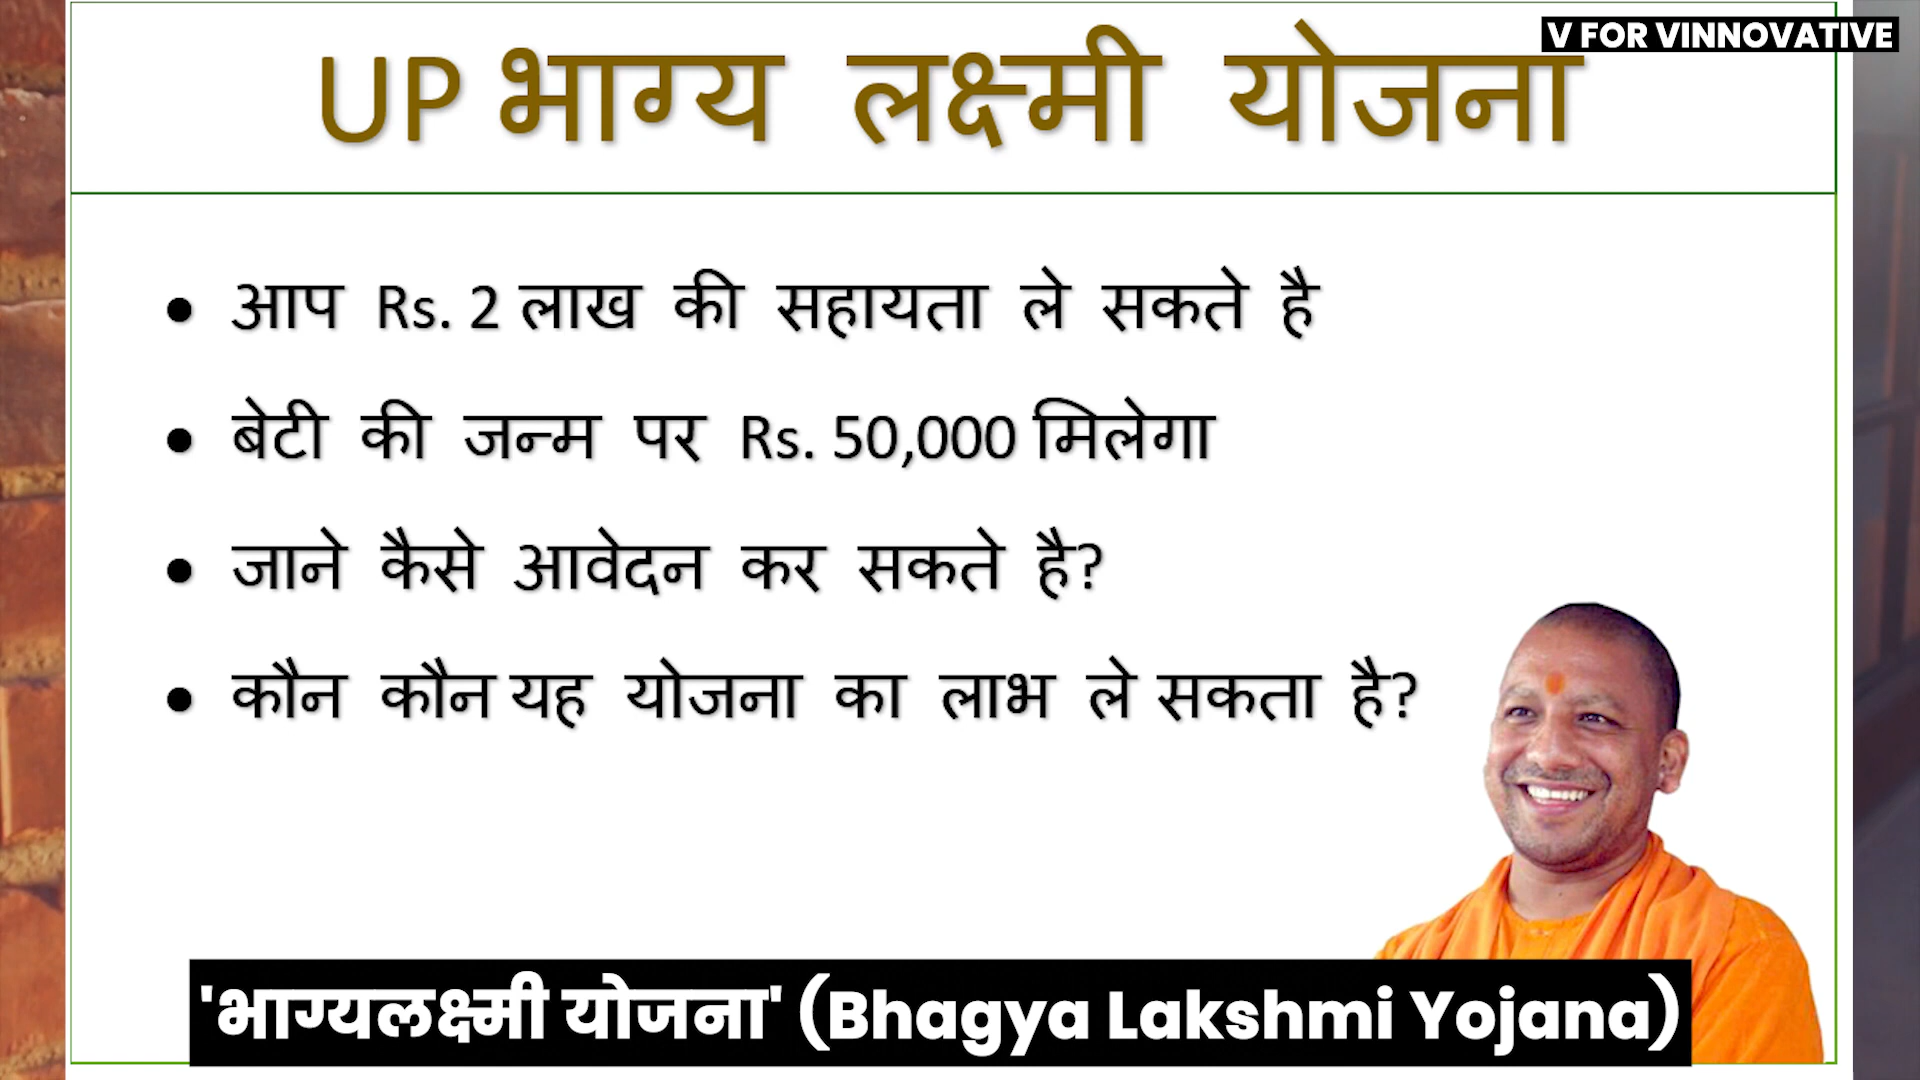 V FOR VINNOVATIVE
UP भाग्य लक्ष्मी योजना
• आप Rs. 2 लाख की सहायता ले सकते है
• बेटी की जन्म पर Rs. 50,000 मिलेगा
• जाने कैसे आवेदन कर सकते है?
• कौन कौन यह योजना का लाभ ले सकता है?
'भाग्यलक्ष्मी योजना' (Bhagya Lakshmi Yojana)